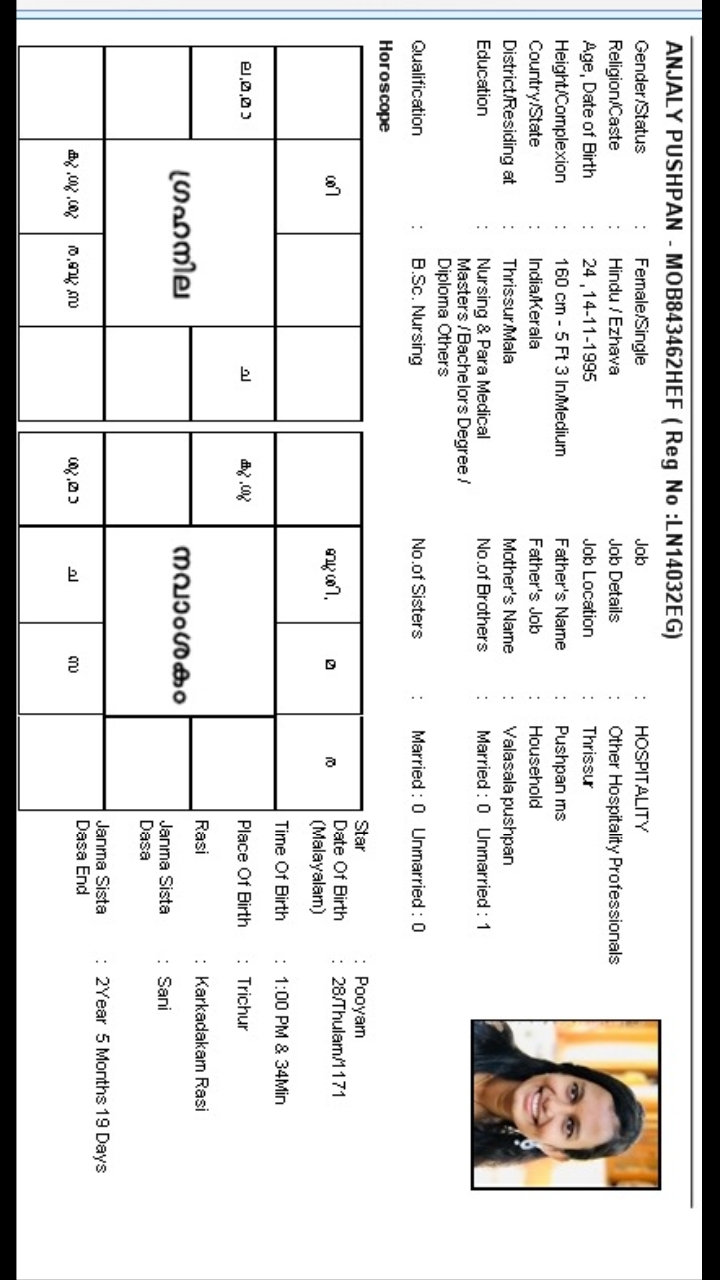 ANJALY PUSHPAN - MOB843462HEF ( Reg No :LN14032EG)
Gender/Status : Female/Single Job : HOSPITALITY
Religion/Caste : Hindu / Ezhava Job Details : Other Hospitality Professionals
Age, Date of Birth : 24 ,14-11-1995 Job Location : Thrissur
Height/Complexion : 160 cm - 5 Ft 3 In/Medium Father's Name : Pushpan ms
Country/State : India/Kerala Father's Job : Household
District/Residing at : Thrissur/Mala Mother's Name : Valasala pushpan
Education : Nursing & Para Medical No.of Brothers : Married : 0 Unmarried : 1
Masters / Bachelors Degree /
Diploma Others
Qualification : B.Sc. Nursing No.of Sisters : Married : 0 Unmarried : 0
Horoscope
ശി ബു,ശി, മ ര
ല,മ,മാ ച കു,സു
ഗ്രഹനില നവാംശകം
കു,സു,സു ര,ശു,ബ ശു,മാ ച ബ
Star : Pooyam
Date Of Birth : 28/Thulam/1171
(Malayalam)
Time Of Birth : 1:00 PM & 34Min
Place Of Birth : Trichur
Rasi : Karkadakam Rasi
Janma Sista : Sani
Dasa
Janma Sista : 2Year 5 Months 19 Days
Dasa End